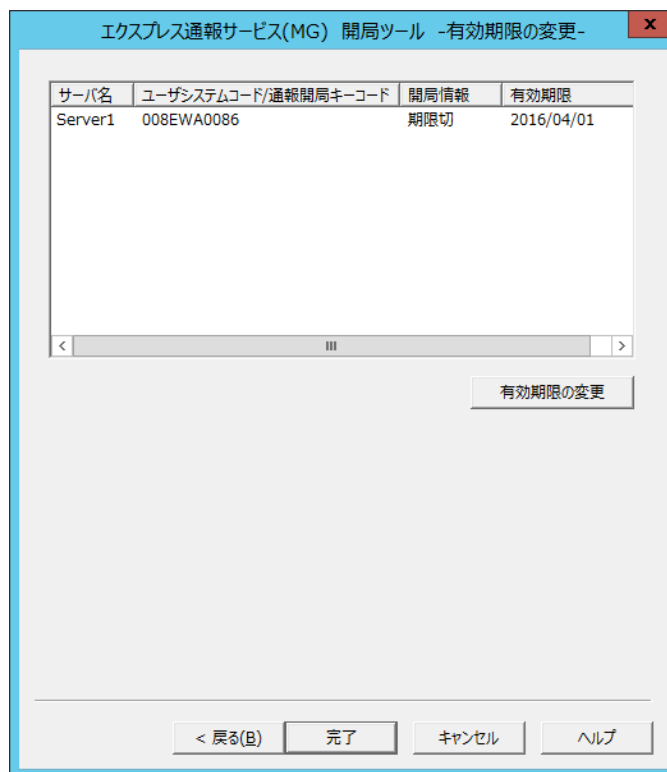 エクスプレス通報サービス(MG) 開局ツール -有効期限の変更-
x
サーバ名 ユーザシステムコード/通報開局キーコード 開局情報 有効期限
Server1 008EWA0086 期限切 2016/04/01
有効期限の変更
< 戻る(B) 完了 キャンセル ヘルプ